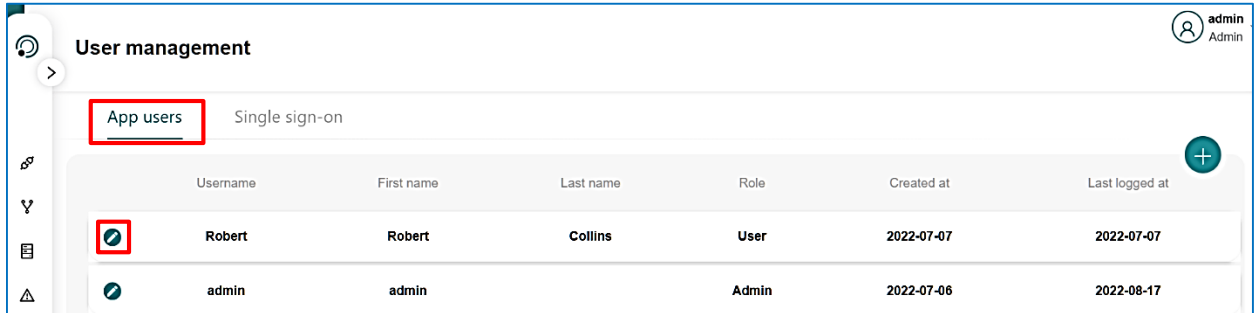 admin
Admin
User management
App users Single sign-on
Username First name Last name Role Created at Last logged at
Robert Robert Collins User 2022-07-07 2022-07-07
admin admin Admin 2022-07-06 2022-08-17